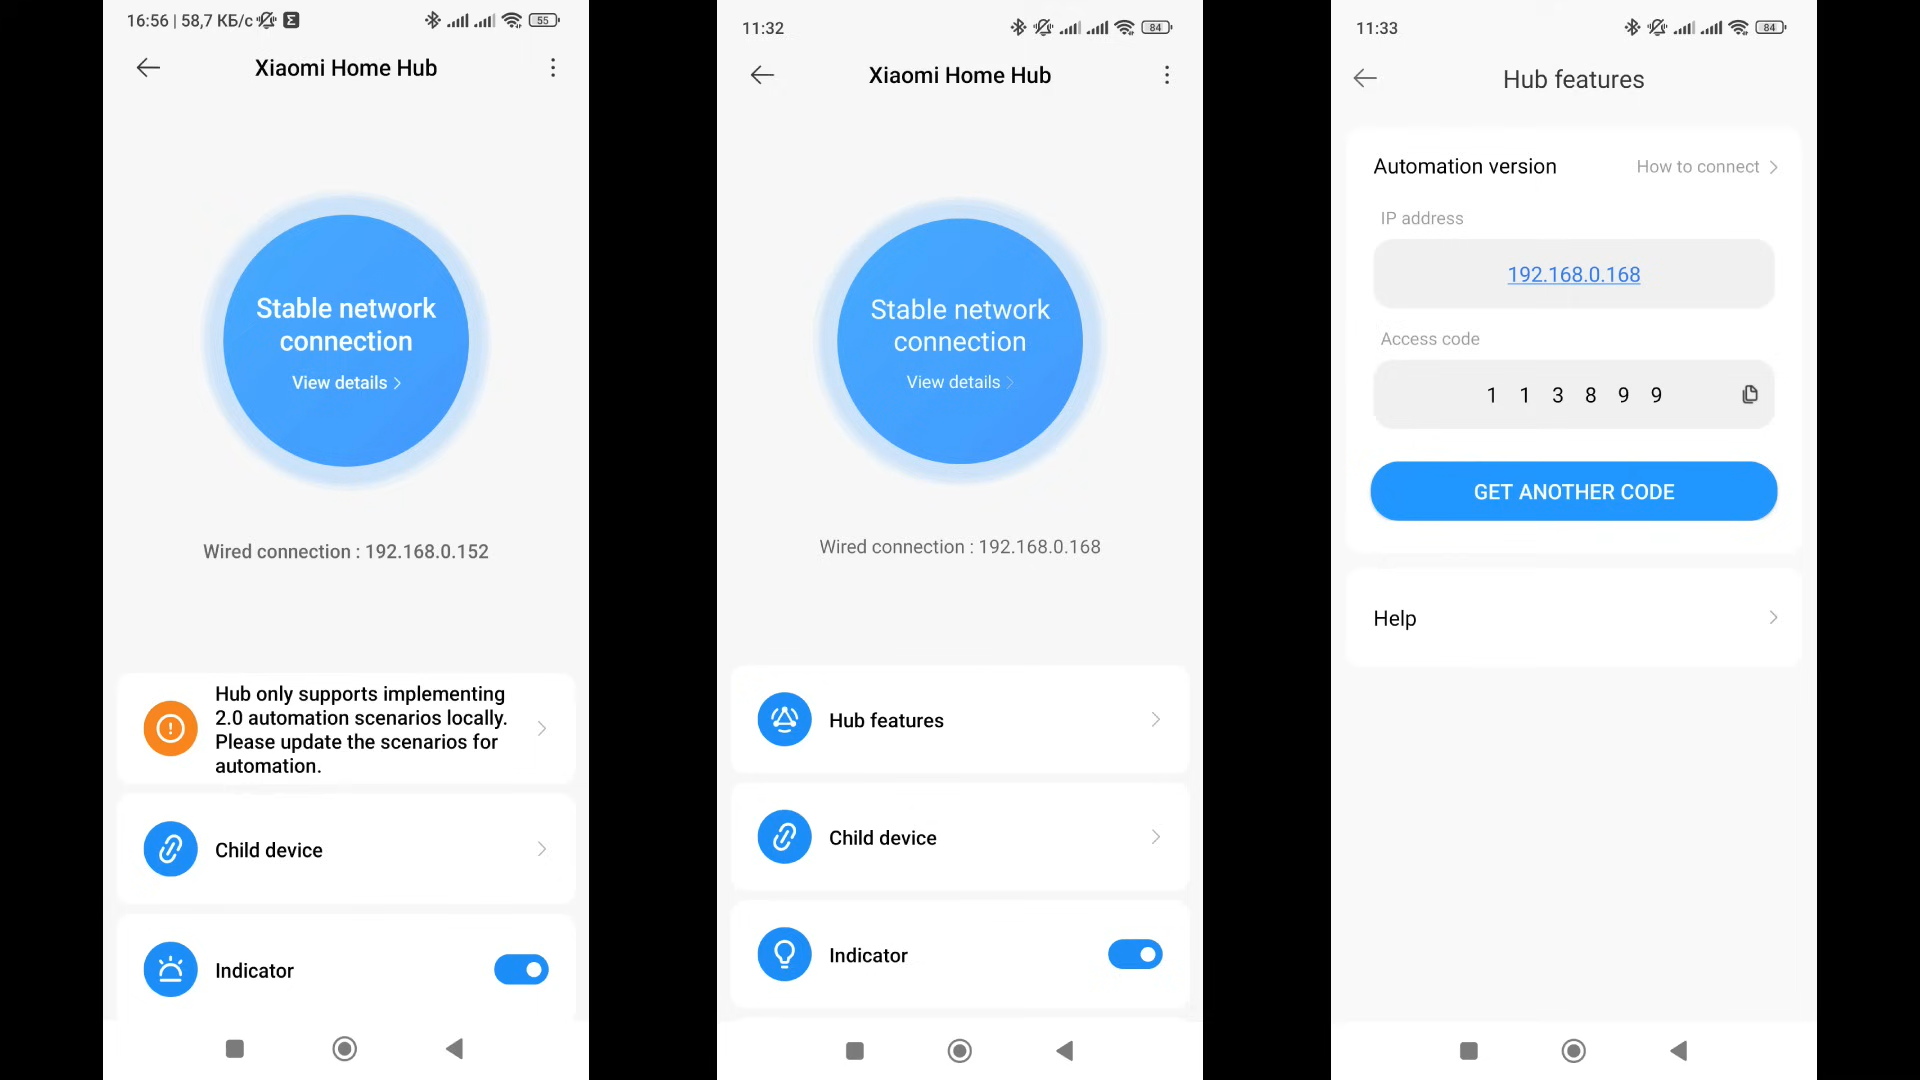 16:56 | 58,7 КБ/с
55
Xiaomi Home Hub
Stable network
connection
View details
Wired connection : 192.168.0.152
Hub only supports implementing
2.0 automation scenarios locally.
Please update the scenarios for
automation.
Child device
Indicator
11:32
84
Xiaomi Home Hub
Stable network
connection
View details
Wired connection : 192.168.0.168
Hub features
Child device
Indicator
11:33
84
Hub features
Automation version
How to connect
IP address
192.168.0.168
Access code
1 1 3 8 9 9
GET ANOTHER CODE
Help